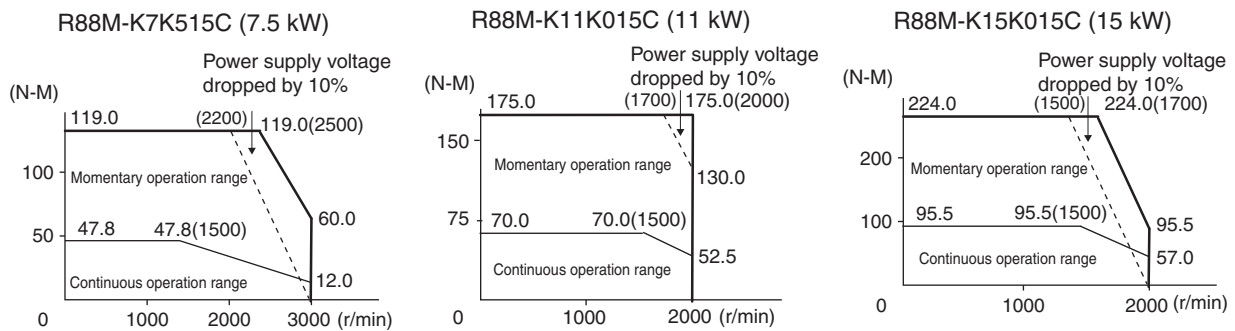 R88M-K7K515C (7.5 kW)
Power supply voltage
dropped by 10%
(N-M)
119.0
(2200)
119.0(2500)
100
Momentary operation range
60.0
47.8
47.8(1500)
50
Continuous operation range
12.0
0
1000
2000
3000
(r/min)
R88M-K11K015C (11 kW)
Power supply voltage
dropped by 10%
(N-M)
175.0
(1700)
175.0(2000)
150
Momentary operation range
130.0
75
70.0
70.0(1500)
52.5
Continuous operation range
0
1000
2000
(r/min)
R88M-K15K015C (15 kW)
Power supply voltage
dropped by 10%
(N-M)
224.0
(1500)
224.0(1700)
200
Momentary operation range
100
95.5
95.5(1500)
95.5
57.0
Continuous operation range
0
1000
2000
(r/min)